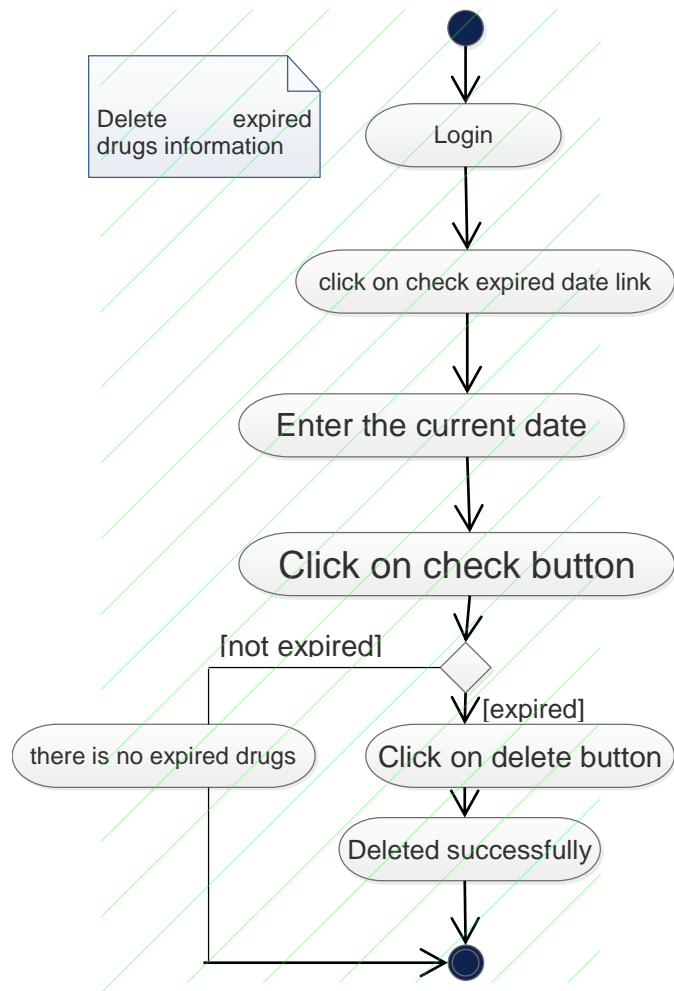 Delete expired
drugs information
Login
click on check expired date link
Enter the current date
Click on check button
[not expired]
[expired]
there is no expired drugs
Click on delete button
Deleted successfully